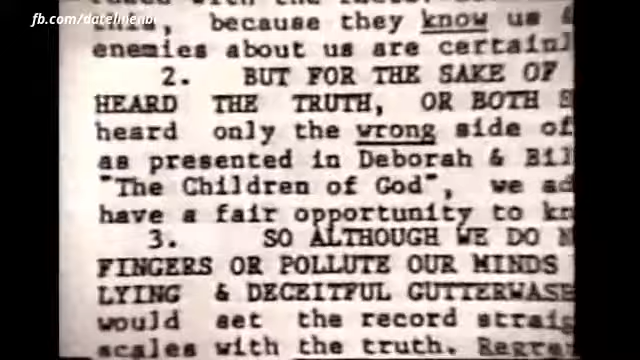 fb.com/datelinenbc
this, because they know us &
enemies about us are certainl
2. BUT FOR THE SAKE OF
HEARD THE TRUTH, OR BOTH S
heard only the wrong side of
as presented in Deborah & Bil
"The Children of God", we ad
have a fair opportunity to kn
3. SO ALTHOUGH WE DO N
FINGERS OR POLLUTE OUR MINDS
LYING & DECEITFUL GUTTERWASH
would set the record straig
scales with the truth. Regre